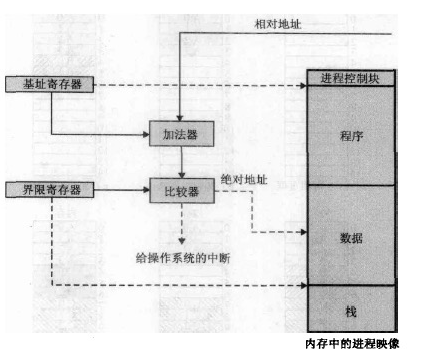 相对地址
进程控制块
基址寄存器
加法器
程序
界限寄存器
比较器
绝对地址
数据
给操作系统的中断
栈
内存中的进程映像